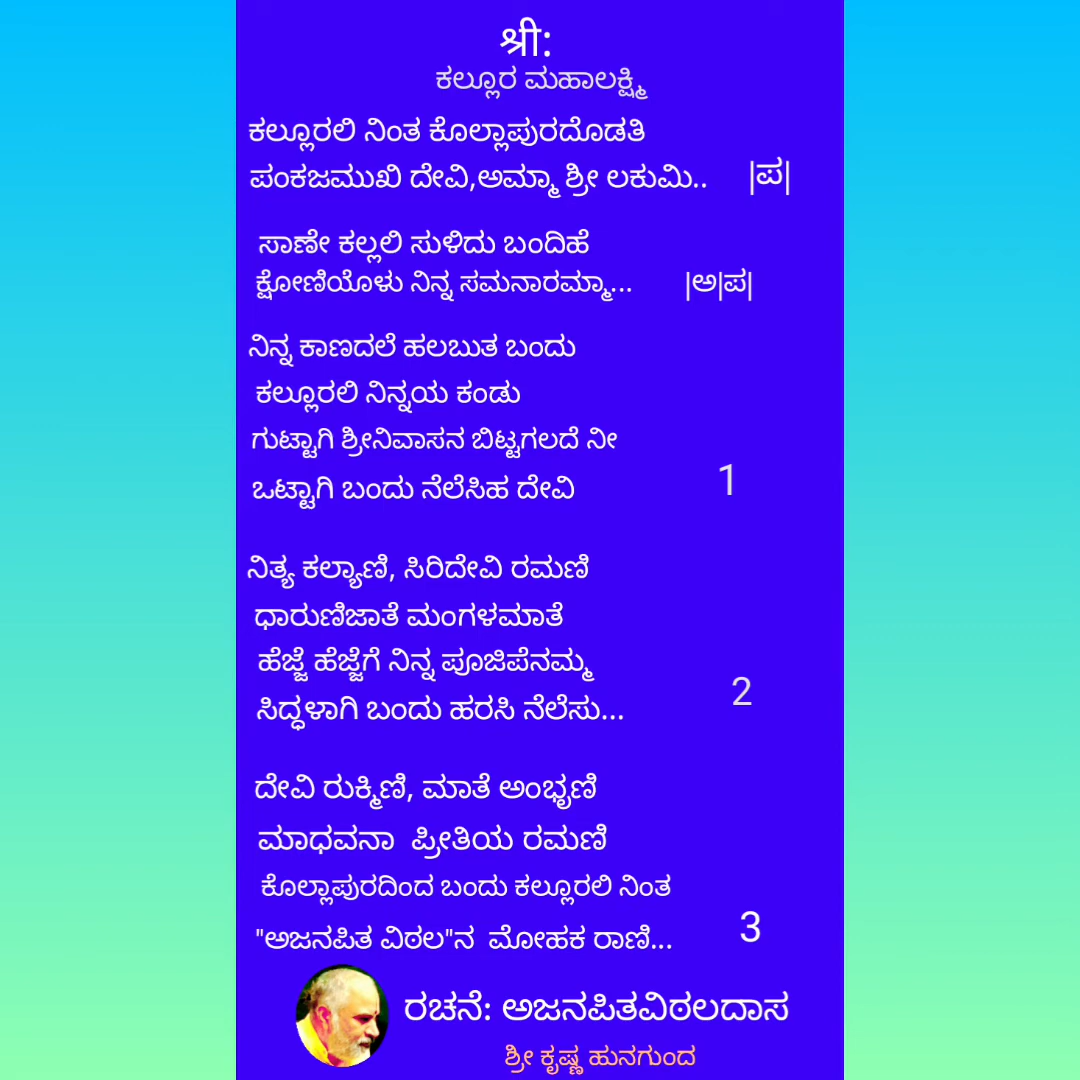 श्री:
ಕಲ್ಲೂರ ಮಹಾಲಕ್ಷ್ಮಿ
ಕಲ್ಲೂರಲಿ ನಿಂತ ಕೊಲ್ಲಾಪುರದೊಡತಿ
ಪಂಕಜಮುಖಿ ದೇವಿ,ಅಮ್ಮಾ ಶ್ರೀ ಲಕುಮಿ.. |ಪ|
ಸಾಣೇ ಕಲ್ಲಲಿ ಸುಳಿದು ಬಂದಿಹೆ
ಕ್ಷೋಣಿಯೊಳು ನಿನ್ನ ಸಮನಾರಮ್ಮಾ... |ಅ|ಪ|
ನಿನ್ನ ಕಾಣದಲೆ ಹಲಬುತ ಬಂದು
ಕಲ್ಲೂರಲಿ ನಿನ್ನಯ ಕಂಡು
ಗುಟ್ಟಾಗಿ ಶ್ರೀನಿವಾಸನ ಬಿಟ್ಟಗಲದೆ ನೀ
ಒಟ್ಟಾಗಿ ಬಂದು ನೆಲೆಸಿಹ ದೇವಿ 1
ನಿತ್ಯ ಕಲ್ಯಾಣಿ, ಸಿರಿದೇವಿ ರಮಣಿ
ಧಾರುಣಿಜಾತೆ ಮಂಗಳಮಾತೆ
ಹೆಜ್ಜೆ ಹೆಜ್ಜೆಗೆ ನಿನ್ನ ಪೂಜಿಪೆನಮ್ಮ
ಸಿದ್ಧಳಾಗಿ ಬಂದು ಹರಸಿ ನೆಲೆಸು... 2
ದೇವಿ ರುಕ್ಮಿಣಿ, ಮಾತೆ ಅಂಭೃಣಿ
ಮಾಧವನಾ ಪ್ರೀತಿಯ ರಮಣಿ
ಕೊಲ್ಲಾಪುರದಿಂದ ಬಂದು ಕಲ್ಲೂರಲಿ ನಿಂತ
"ಅಜನಪಿತ ವಿಠಲ"ನ ಮೋಹಕ ರಾಣಿ... 3
ರಚನೆ: ಅಜನಪಿತವಿಠಲದಾಸ
ಶ್ರೀ ಕೃಷ್ಣ ಹುನಗುಂದ